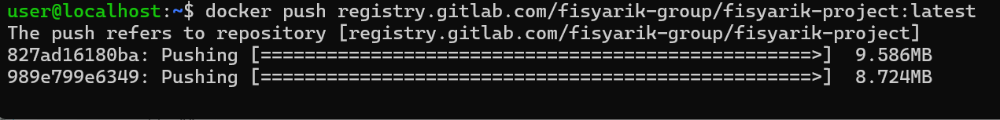 user@localhost:~$ docker push registry.gitlab.com/fisyarik-group/fisyarik-project:latest
The push refers to repository [registry.gitlab.com/fisyarik-group/fisyarik-project]
827ad16180ba: Pushing [==================================================>]  9.586MB
989e799e6349: Pushing [==================================================>]  8.724MB